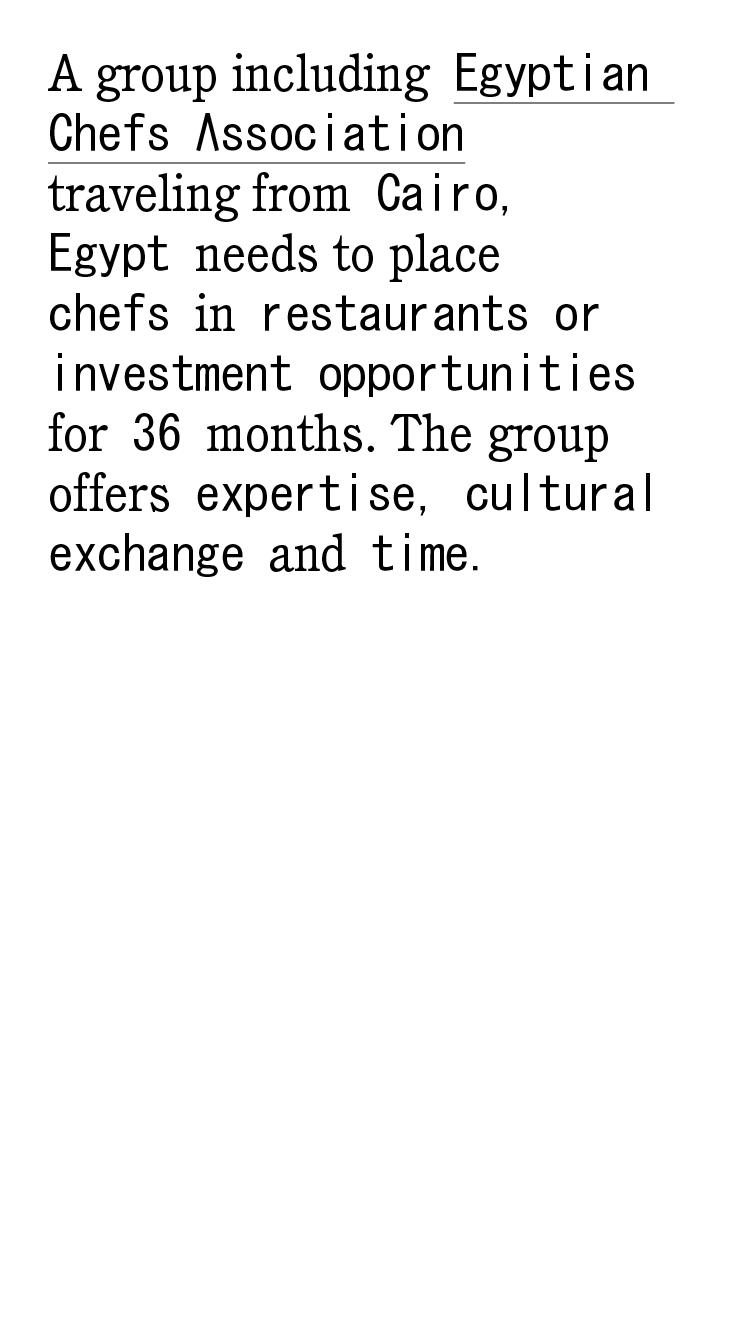 A group including Egyptian
Chefs Association
traveling from Cairo,
Egypt needs to place
chefs in restaurants or
investment opportunities
for 36 months. The group
offers expertise, cultural
exchange and time.